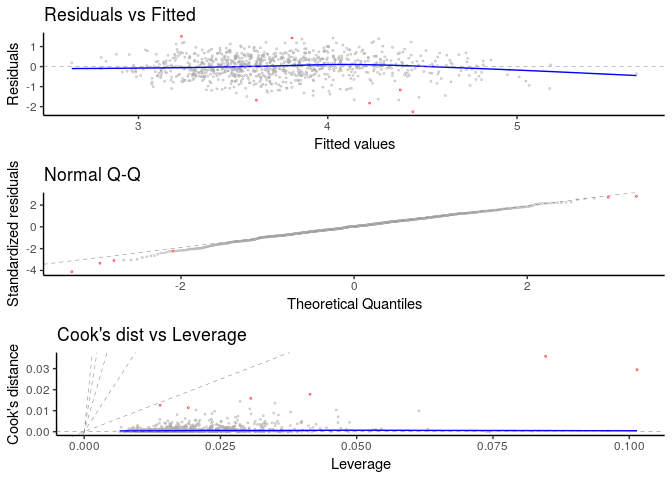 Residuals vs Fitted
Residuals
1
0
-1
-2
3
4
5
Fitted values
Normal Q-Q
Standardized residuals
2
0
-2
-4
-2
0
2
Theoretical Quantiles
Cook's dist vs Leverage
Cook's distance
0.03
0.02
0.01
0.00
0.000
0.025
0.050
0.075
0.100
Leverage